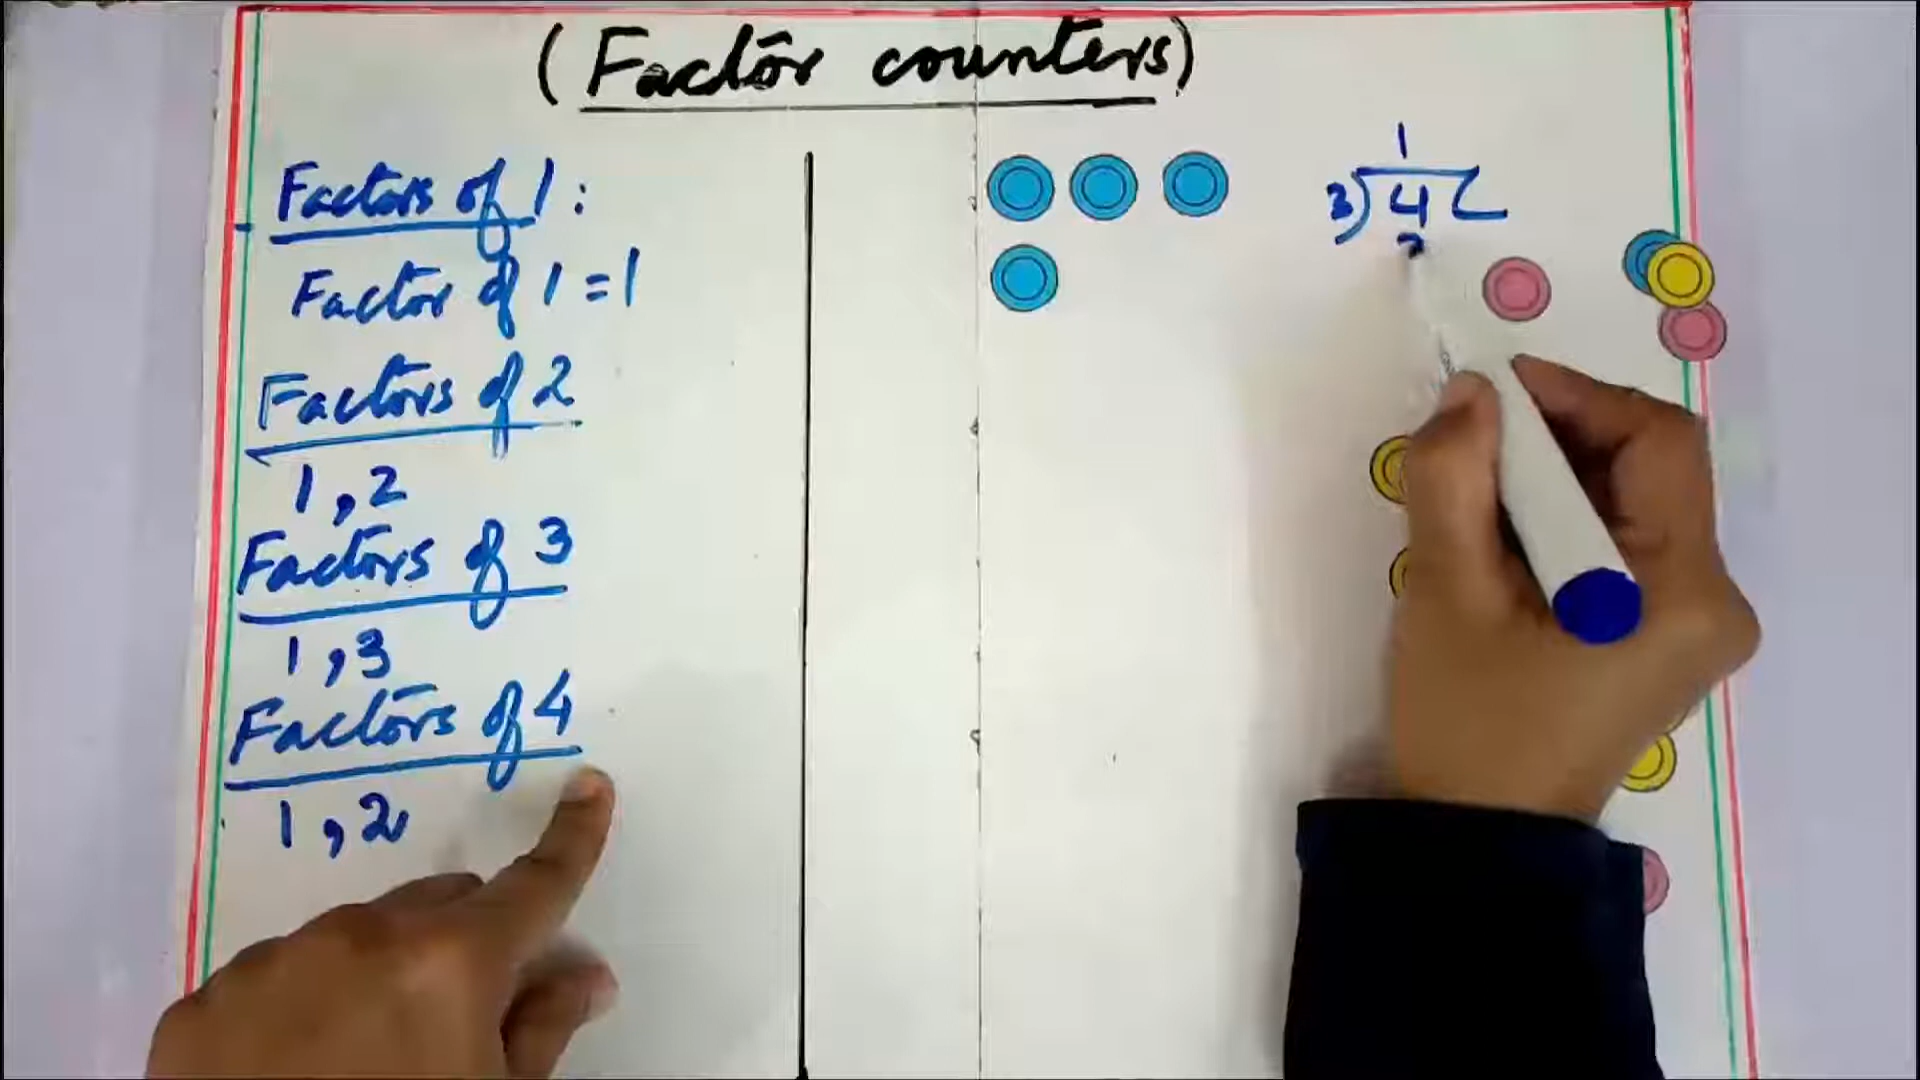 (Factor counters)
Factors of 1:
Factor of 1 = 1
Factors of 2
1, 2
Factors of 3
1, 3
Factors of 4
1, 2
1
3) 4 (